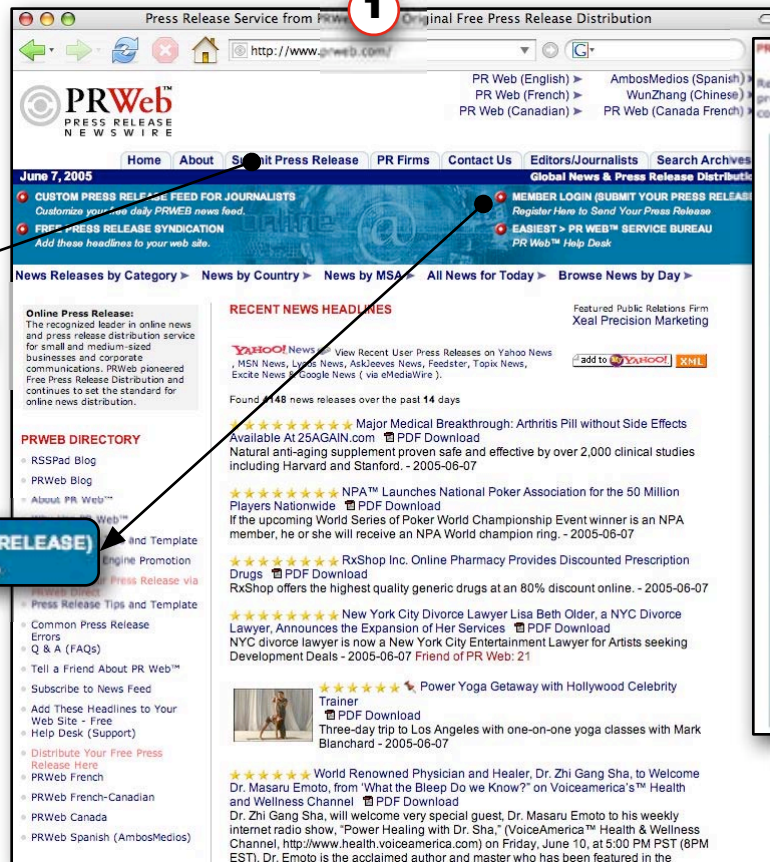 1
Press Release Service from PRWe Original Free Press Release Distribution
http://www.prweb.com/
G
PRWeb™
PRESS RELEASE
NEWSWIRE
PR Web (English) ➤ AmbosMedios (Spanish)
PR Web (French) ➤ WunZhang (Chinese)
PR Web (Canadian) ➤ PR Web (Canada French)
Home About Submit Press Release PR Firms Contact Us Editors/Journalists Search Archives
June 7, 2005 Global News & Press Release Distributio
CUSTOM PRESS RELEASE FEED FOR JOURNALISTS
Customize your free daily PRWEB news feed.
FREE PRESS RELEASE SYNDICATION
Add these headlines to your web site.
MEMBER LOGIN (SUBMIT YOUR PRESS RELEASE
Register Here to Send Your Press Release
EASIEST > PR WEB™ SERVICE BUREAU
PR Web™ Help Desk
online
@
News Releases by Category ➤ News by Country ➤ News by MSA ➤ All News for Today ➤ Browse News by Day ➤
Online Press Release:
The recognized leader in online news
and press release distribution service
for small and medium-sized
businesses and corporate
communications. PRWeb pioneered
Free Press Release Distribution and
continues to set the standard for
online news distribution.
PRWEB DIRECTORY
RSSPad Blog
PRWeb Blog
About PR Web™
Web™
and Template
Engine Promotion
Press Release via
PRWeb Direct
Press Release Tips and Template
Common Press Release
Errors
Q & A (FAQs)
Tell a Friend About PR Web™
Subscribe to News Feed
Add These Headlines to Your
Web Site - Free
Help Desk (Support)
Distribute Your Free Press
Release Here
PRWeb French
PRWeb French-Canadian
PRWeb Canada
PRWeb Spanish (AmbosMedios)
RELEASE)
RECENT NEWS HEADLINES
Featured Public Relations Firm
Xeal Precision Marketing
YAHOO! News View Recent User Press Releases on Yahoo News
, MSN News, Lycos News, AskJeeves News, Feedster, Topix News,
Excite News & Google News ( via eMediaWire ).
add to MY YAHOO! XML
Found 4148 news releases over the past 14 days
Major Medical Breakthrough: Arthritis Pill without Side Effects
Available At 25AGAIN.com PDF Download
Natural anti-aging supplement proven safe and effective by over 2,000 clinical studies
including Harvard and Stanford. - 2005-06-07
NPA™ Launches National Poker Association for the 50 Million
Players Nationwide PDF Download
If the upcoming World Series of Poker World Championship Event winner is an NPA
member, he or she will receive an NPA World champion ring. - 2005-06-07
RxShop Inc. Online Pharmacy Provides Discounted Prescription
Drugs PDF Download
RxShop offers the highest quality generic drugs at an 80% discount online. - 2005-06-07
New York City Divorce Lawyer Lisa Beth Older, a NYC Divorce
Lawyer, Announces the Expansion of Her Services PDF Download
NYC divorce lawyer is now a New York City Entertainment Lawyer for Artists seeking
Development Deals - 2005-06-07 Friend of PR Web: 21
Power Yoga Getaway with Hollywood Celebrity
Trainer
PDF Download
Three-day trip to Los Angeles with one-on-one yoga classes with Mark
Blanchard - 2005-06-07
World Renowned Physician and Healer, Dr. Zhi Gang Sha, to Welcome
Dr. Masaru Emoto, from 'What the Bleep Do we Know?" on Voiceamerica's™ Health
and Wellness Channel PDF Download
Dr. Zhi Gang Sha, will welcome very special guest, Dr. Masaru Emoto to his weekly
internet radio show, "Power Healing with Dr. Sha," (VoiceAmerica™ Health & Wellness
Channel, http://www.health.voiceamerica.com) on Friday, June 10, at 5:00 PM PST (8PM
EST). Dr. Emoto is the acclaimed author and master who has been featured in the